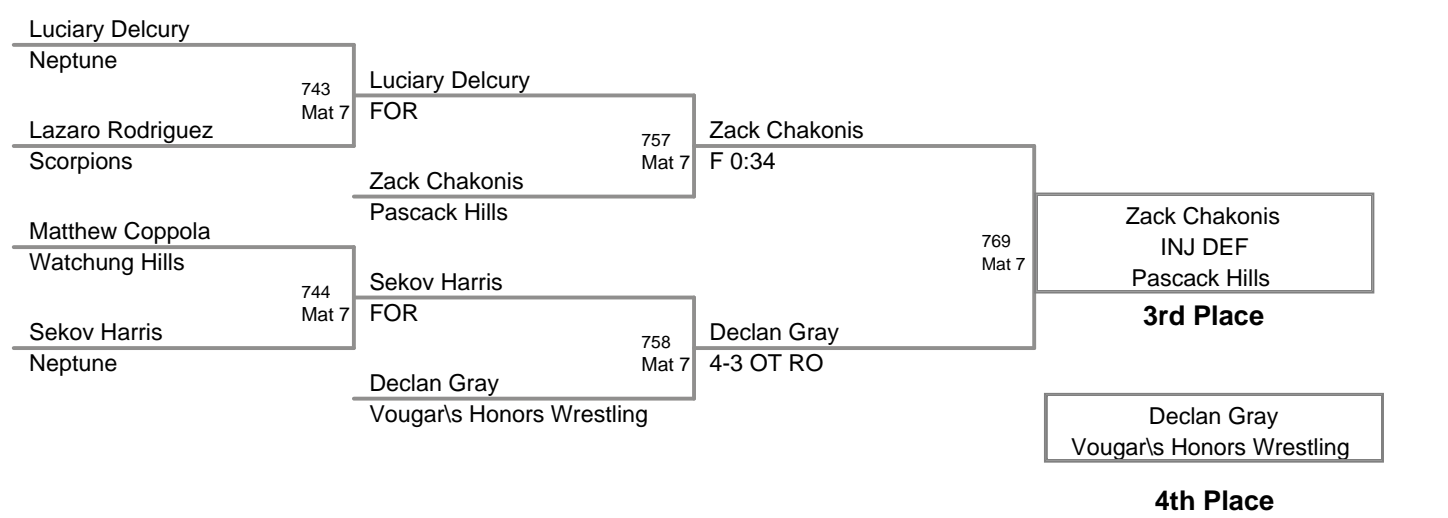 Luciary Delcury
Neptune
743
Mat 7
Lazaro Rodriguez
Scorpions
Matthew Coppola
Watchung Hills
744
Mat 7
Sekov Harris
Neptune
Luciary Delcury
FOR
757
Mat 7
Zack Chakonis
Pascack Hills
Sekov Harris
FOR
758
Mat 7
Declan Gray
Vougar\s Honors Wrestling
Zack Chakonis
F 0:34
769
Mat 7
Declan Gray
4-3 OT RO
Zack Chakonis
INJ DEF
Pascack Hills
3rd Place
Declan Gray
Vougar\s Honors Wrestling
4th Place